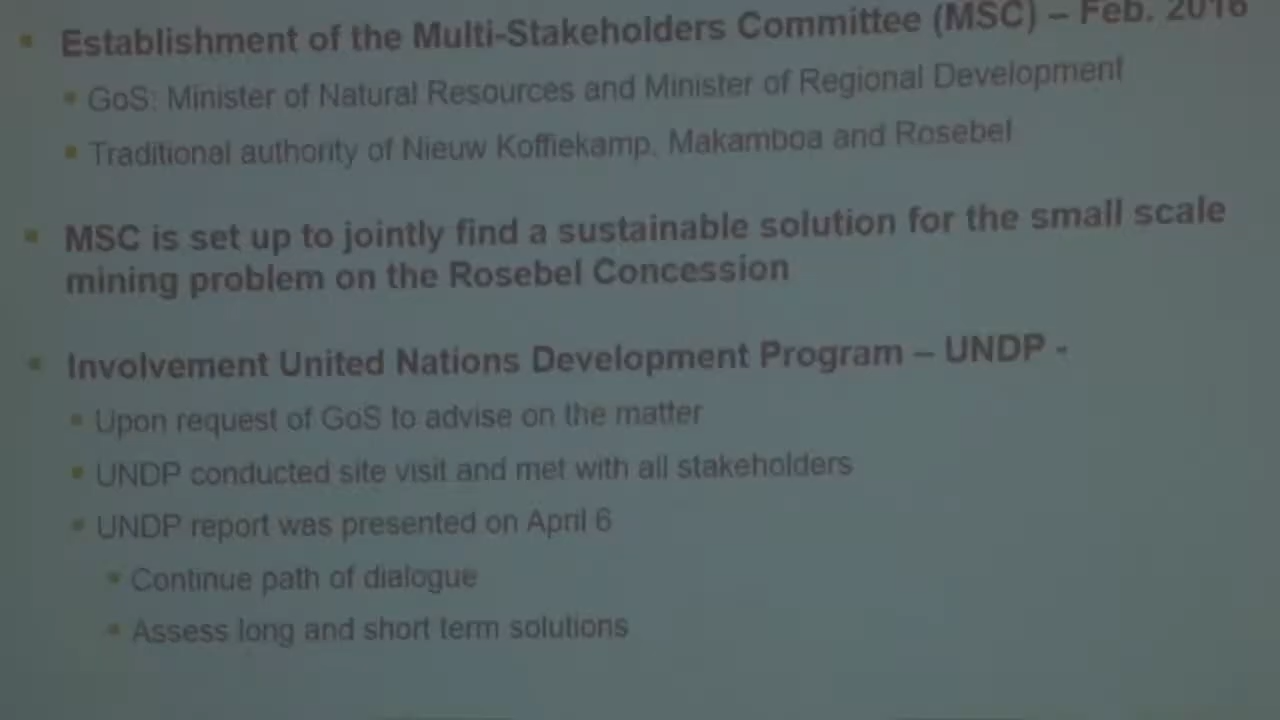 Establishment of the Multi-Stakeholders Committee (MSC) – Feb. 2016
GoS: Minister of Natural Resources and Minister of Regional Development
Traditional authority of Nieuw Koffiekamp, Makamboa and Rosebel
MSC is set up to jointly find a sustainable solution for the small scale
mining problem on the Rosebel Concession
Involvement United Nations Development Program – UNDP -
Upon request of GoS to advise on the matter
UNDP conducted site visit and met with all stakeholders
UNDP report was presented on April 6
Continue path of dialogue
Assess long and short term solutions